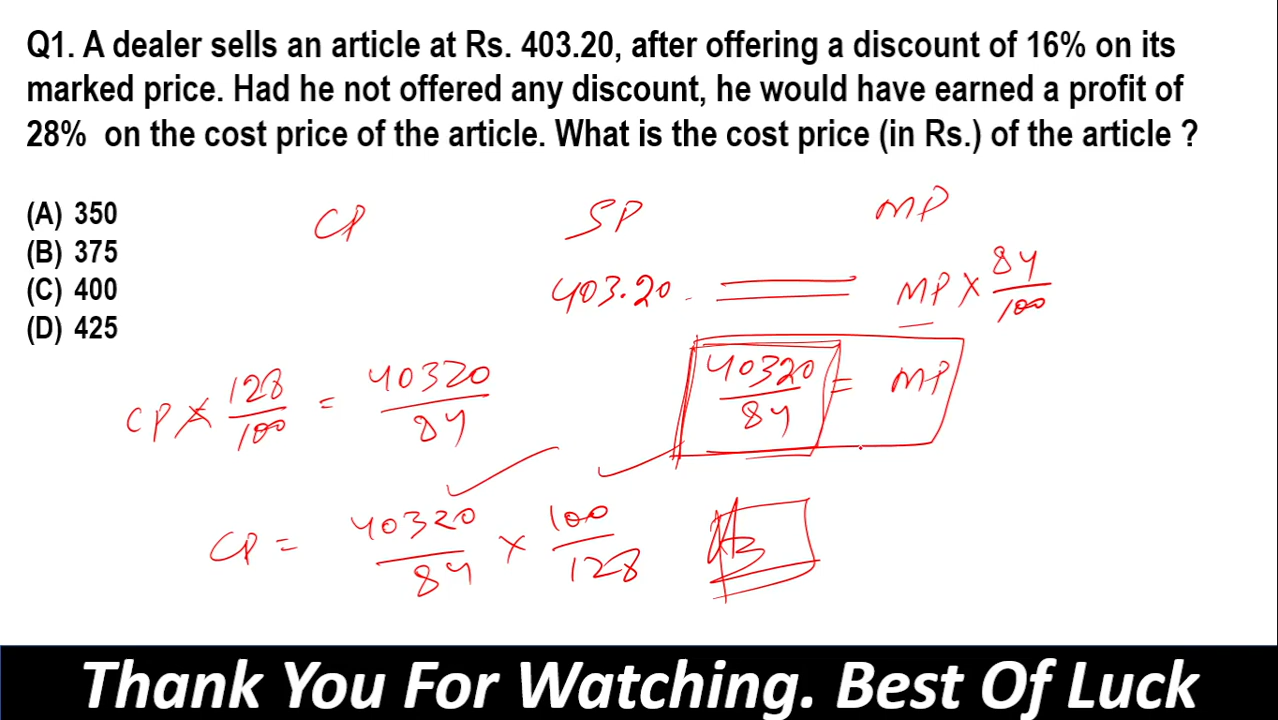 Q1. A dealer sells an article at Rs. 403.20, after offering a discount of 16% on its
marked price. Had he not offered any discount, he would have earned a profit of
28% on the cost price of the article. What is the cost price (in Rs.) of the article ?
(A) 350
(B) 375
(C) 400
(D) 425
CP SP MP
403.20 = MP × 84/100
40320/84 = MP
CP × 128/100 = 40320/84
CP = 40320/84 × 100/128
Thank You For Watching. Best Of Luck